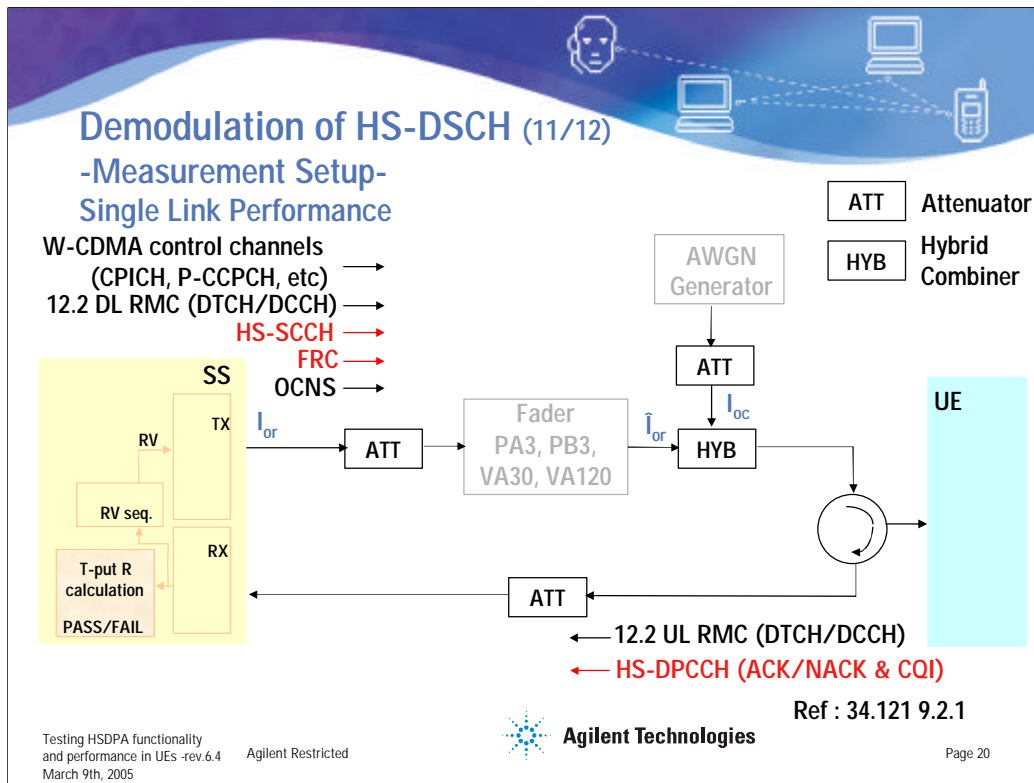 Demodulation of HS-DSCH (11/12)
-Measurement Setup-
Single Link Performance
ATT
Attenuator
HYB
Hybrid
Combiner
W-CDMA control channels
(CPICH, P-CCPCH, etc)
12.2 DL RMC (DTCH/DCCH)
HS-SCCH
FRC
OCNS
AWGN
Generator
ATT
Ioc
SS
TX
RV
RV seq.
RX
T-put R
calculation
PASS/FAIL
Ior
ATT
Fader
PA3, PB3,
VA30, VA120
Îor
HYB
UE
ATT
12.2 UL RMC (DTCH/DCCH)
HS-DPCCH (ACK/NACK & CQI)
Ref : 34.121 9.2.1
Testing HSDPA functionality
and performance in UEs -rev.6.4
March 9th, 2005
Agilent Restricted
Agilent Technologies
Page 20